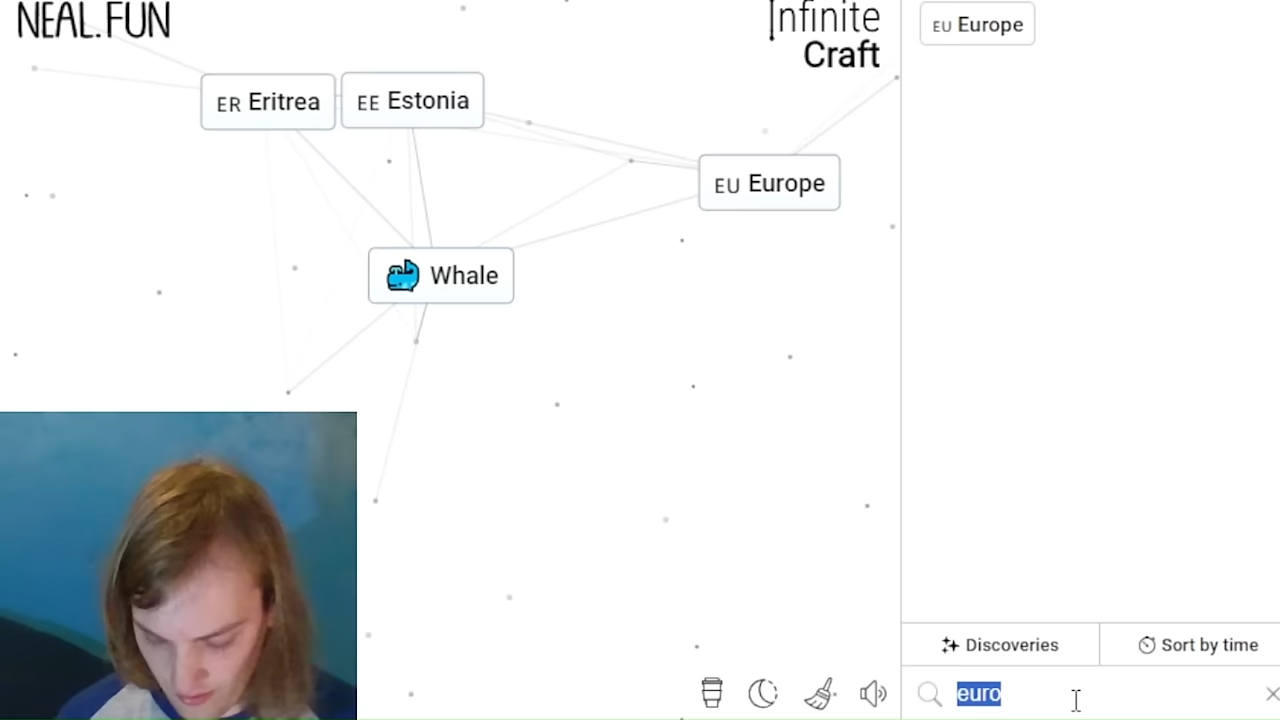 NEAL.FUN
Infinite
Craft
ER Eritrea
EE Estonia
EU Europe
Whale
EU Europe
Discoveries
Sort by time
euro